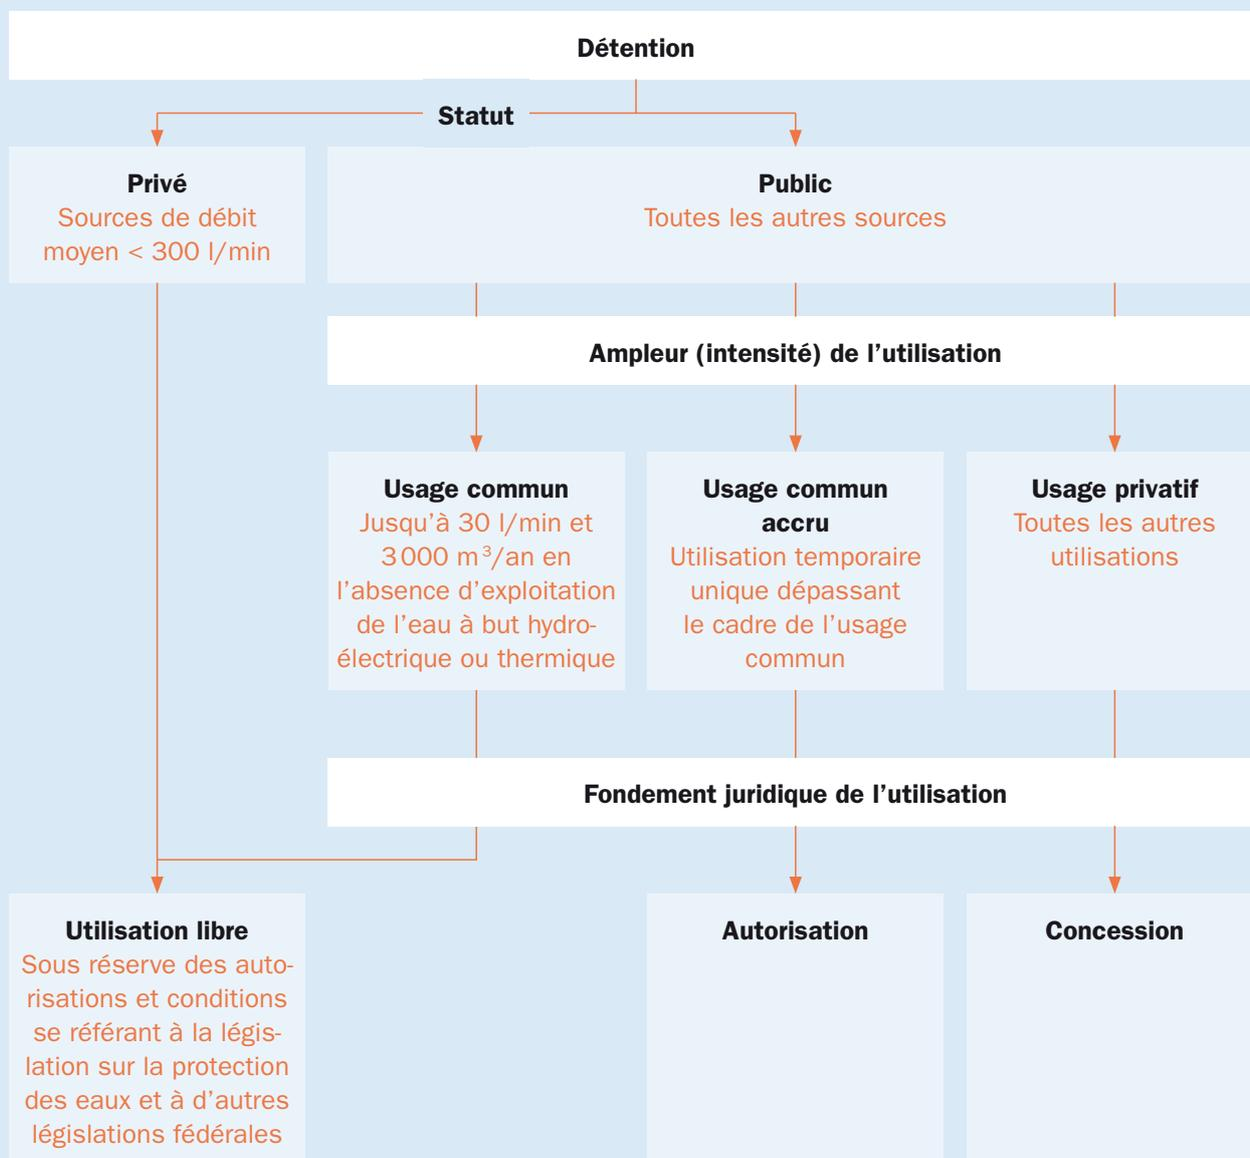 Détention
Statut
Privé
Sources de débit
moyen < 300 l/min
Public
Toutes les autres sources
Ampleur (intensité) de l’utilisation
Usage commun
Jusqu’à 30 l/min et
3 000 m³/an en
l’absence d’exploitation
de l’eau à but hydro-
électrique ou thermique
Usage commun
accru
Utilisation temporaire
unique dépassant
le cadre de l’usage
commun
Usage privatif
Toutes les autres
utilisations
Fondement juridique de l’utilisation
Utilisation libre
Sous réserve des auto-
risations et conditions
se référant à la légis-
lation sur la protection
des eaux et à d’autres
législations fédérales
Autorisation
Concession